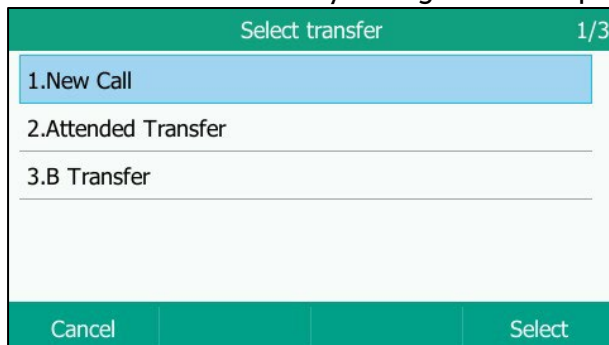 Select transfer 1/3
1.New Call
2.Attended Transfer
3.B Transfer
Cancel Select